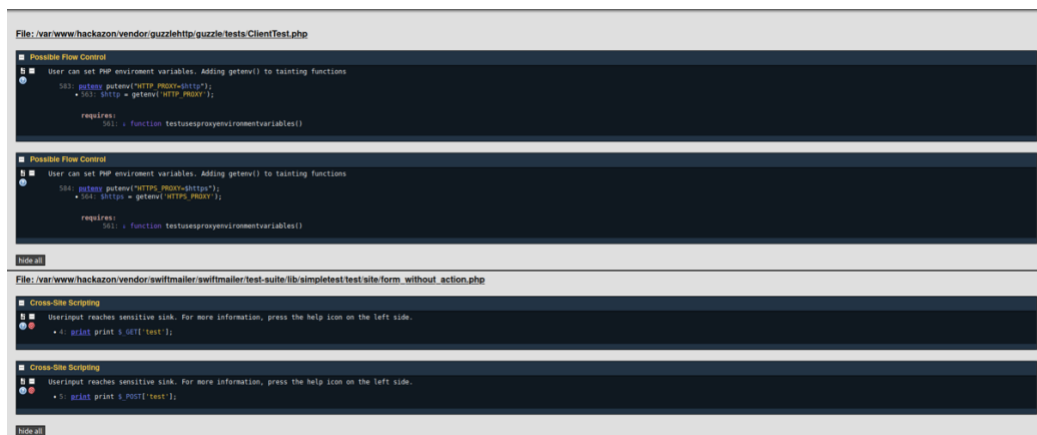 File: /var/www/hackazon/vendor/guzzlehttp/guzzle/tests/ClientTest.php
Possible Flow Control
User can set PHP enviroment variables. Adding getenv() to tainting functions
583: putenv putenv("HTTP_PROXY=$http");
• 563: $http = getenv('HTTP_PROXY');
requires:
561: ↓ function testusesproxyenvironmentvariables()
Possible Flow Control
User can set PHP enviroment variables. Adding getenv() to tainting functions
584: putenv putenv("HTTPS_PROXY=$https");
• 564: $https = getenv('HTTPS_PROXY');
requires:
561: ↓ function testusesproxyenvironmentvariables()
hide all
File: /var/www/hackazon/vendor/swiftmailer/swiftmailer/test-suite/lib/simpletest/test/site/form_without_action.php
Cross-Site Scripting
Userinput reaches sensitive sink. For more information, press the help icon on the left side.
• 4: print print $_GET['test'];
Cross-Site Scripting
Userinput reaches sensitive sink. For more information, press the help icon on the left side.
• 5: print print $_POST['test'];
hide all